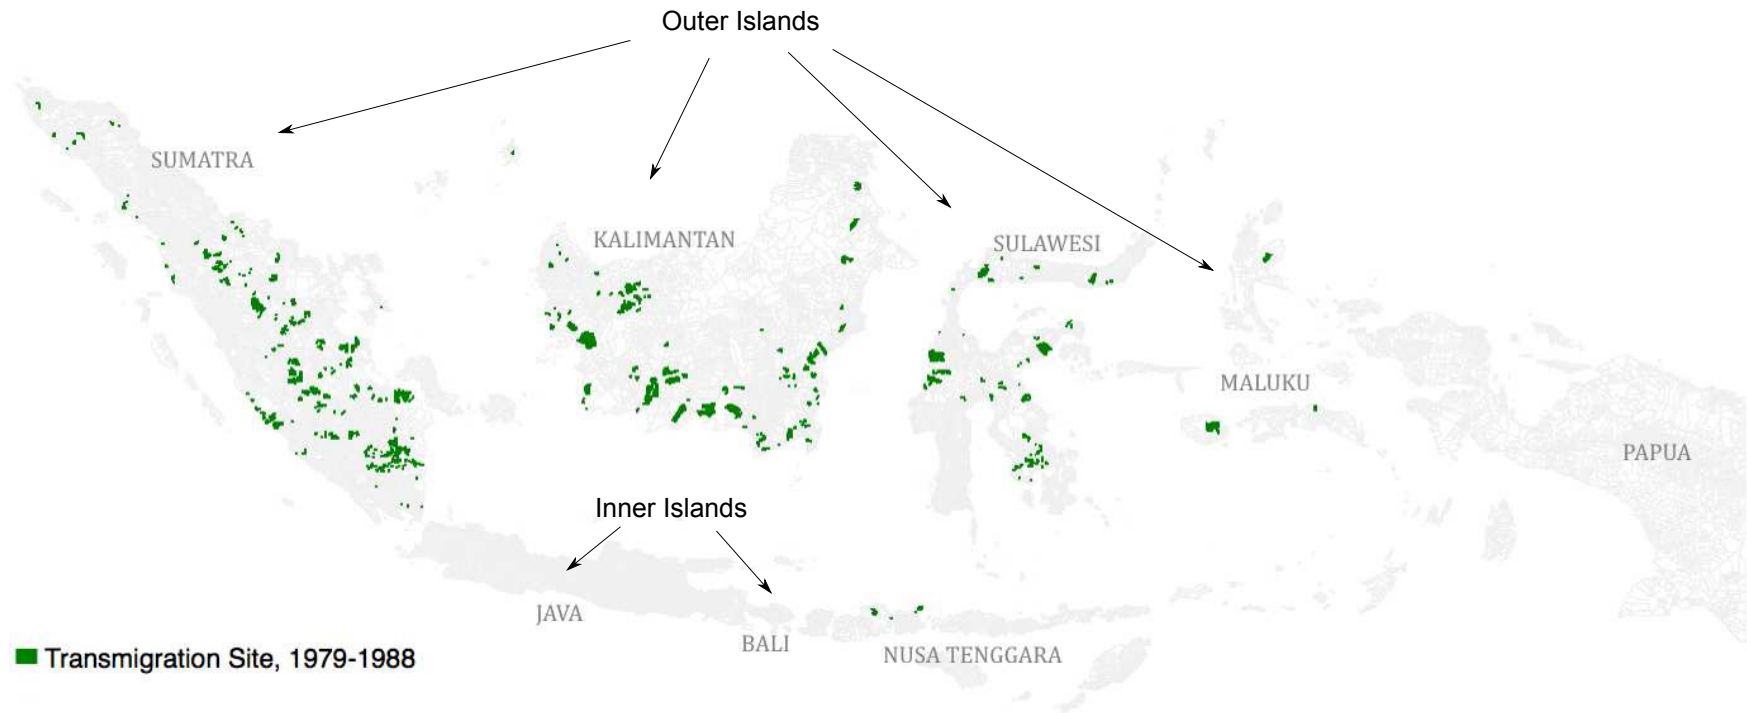 Outer Islands
SUMATRA
KALIMANTAN
SULAWESI
MALUKU
PAPUA
Inner Islands
JAVA
BALI
NUSA TENGGARA
Transmigration Site, 1979-1988